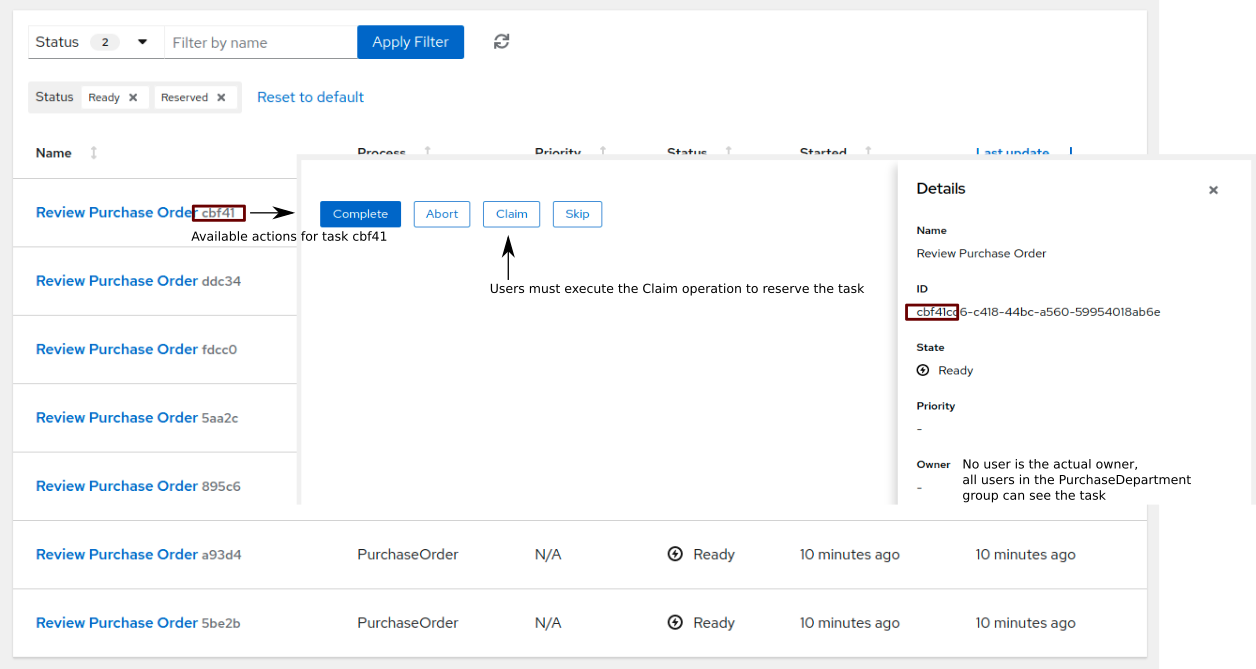 Status 2 Filter by name Apply Filter
Status Ready Reserved Reset to default
Name Process Priority Status Started Last update
Review Purchase Order cbf41
Available actions for task cbf41
Complete Abort Claim Skip
Users must execute the Claim operation to reserve the task
Details
Name
Review Purchase Order
ID
cbf41cd6-c418-44bc-a560-59954018ab6e
State
Ready
Priority
-
Owner
-
No user is the actual owner,
all users in the PurchaseDepartment
group can see the task
Review Purchase Order ddc34
Review Purchase Order fdcc0
Review Purchase Order 5aa2c
Review Purchase Order 895c6
Review Purchase Order a93d4 PurchaseOrder N/A Ready 10 minutes ago 10 minutes ago
Review Purchase Order 5be2b PurchaseOrder N/A Ready 10 minutes ago 10 minutes ago